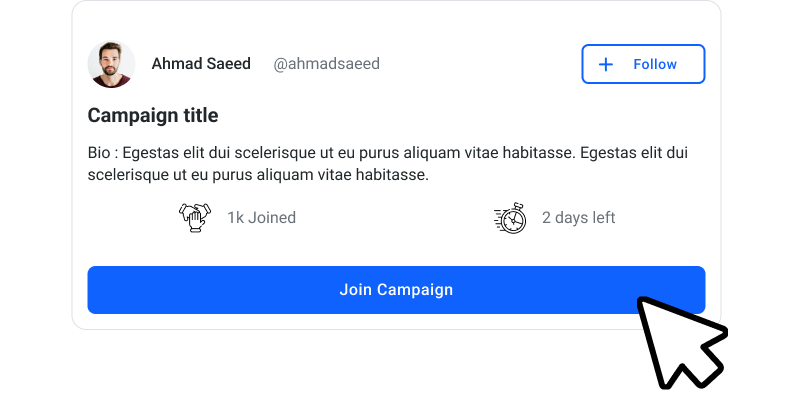 Ahmad Saeed @ahmadsaeed
+ Follow
Campaign title
Bio : Egestas elit dui scelerisque ut eu purus aliquam vitae habitasse. Egestas elit dui
scelerisque ut eu purus aliquam vitae habitasse.
1k Joined
2 days left
Join Campaign